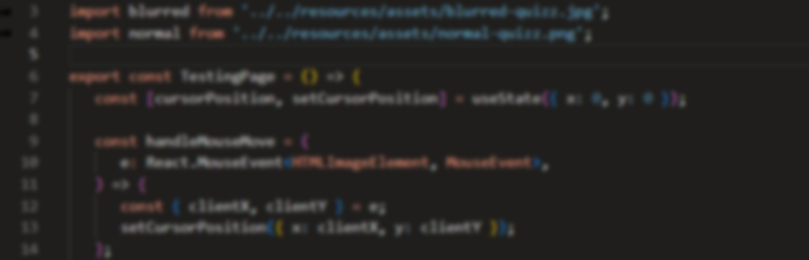 3 import blurred from '../../resources/assets/blurred-quizz.jpg';
4 import normal from '../../resources/assets/normal-quizz.png';
5
6 export const TestingPage = () => {
7 const [cursorPosition, setCursorPosition] = useState({ x: 0, y: 0 });
8
9 const handleMouseMove = (
10 e: React.MouseEvent<HTMLImageElement, MouseEvent>,
11 ) => {
12 const { clientX, clientY } = e;
13 setCursorPosition({ x: clientX, y: clientY });
14 };